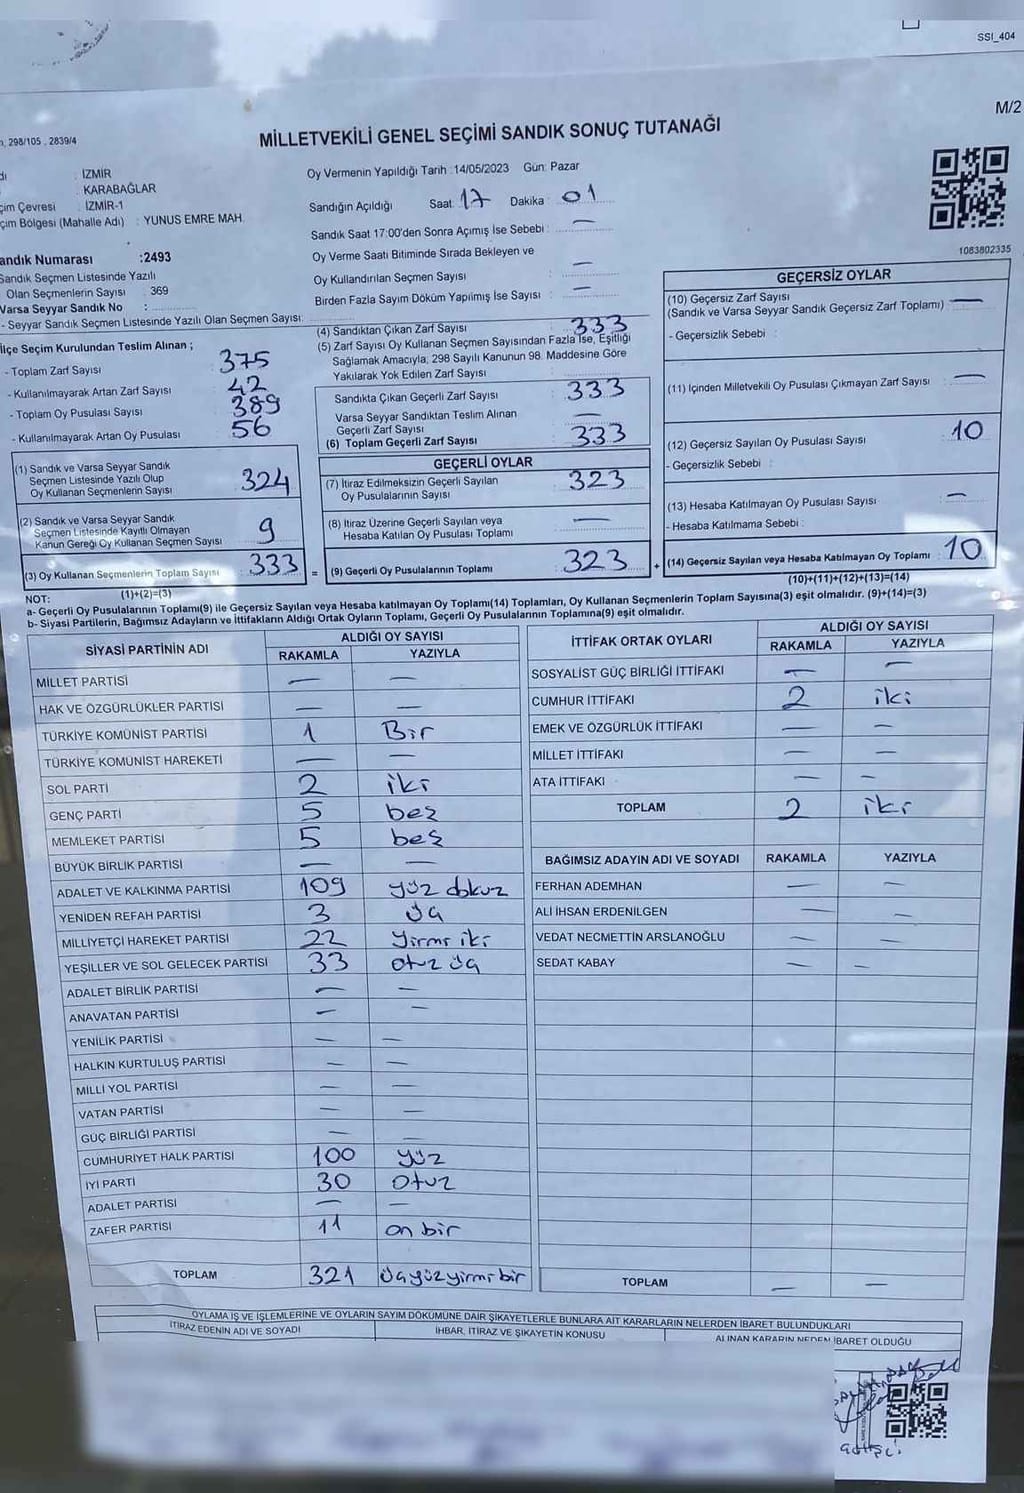 SSI_404
M/2
298/105 , 2839/4
MİLLETVEKİLİ GENEL SEÇİMİ SANDIK SONUÇ TUTANAĞI
: İZMİR
KARABAĞLAR
Çevresi : İZMİR-1
Bölgesi (Mahalle Adı) : YUNUS EMRE MAH.
Sandık Numarası :2493
Sandık Seçmen Listesinde Yazılı
Olan Seçmenlerin Sayısı : 369
Varsa Seyyar Sandık No :
- Seyyar Sandık Seçmen Listesinde Yazılı Olan Seçmen Sayısı:
Oy Vermenin Yapıldığı Tarih :14/05/2023 Gün: Pazar
Sandığın Açıldığı Saat: 17 Dakika : 01
Sandık Saat 17:00'den Sonra Açımış İse Sebebi : —
Oy Verme Saati Bitiminde Sırada Bekleyen ve
Oy Kullandırılan Seçmen Sayısı : —
Birden Fazla Sayım Döküm Yapılmış İse Sayısı : —
1083802335
İlçe Seçim Kurulundan Teslim Alınan ;
- Toplam Zarf Sayısı : 375
- Kullanılmayarak Artan Zarf Sayısı : 42
- Toplam Oy Pusulası Sayısı : 389
- Kullanılmayarak Artan Oy Pusulası : 56
(1) Sandık ve Varsa Seyyar Sandık
Seçmen Listesinde Yazılı Olup
Oy Kullanan Seçmenlerin Sayısı : 324
(2) Sandık ve Varsa Seyyar Sandık
Seçmen Listesinde Kayıtlı Olmayan
Kanun Gereği Oy Kullanan Seçmen Sayısı : 9
(3) Oy Kullanan Seçmenlerin Toplam Sayısı : 333
(1)+(2)=(3)
(4) Sandıktan Çıkan Zarf Sayısı : 333
(5) Zarf Sayısı Oy Kullanan Seçmen Sayısından Fazla İse, Eşitliği
Sağlamak Amacıyla; 298 Sayılı Kanunun 98. Maddesine Göre
Yakılarak Yok Edilen Zarf Sayısı :
Sandıkta Çıkan Geçerli Zarf Sayısı : 333
Varsa Seyyar Sandıktan Teslim Alınan
Geçerli Zarf Sayısı : —
(6) Toplam Geçerli Zarf Sayısı : 333
GEÇERLİ OYLAR
(7) İtiraz Edilmeksizin Geçerli Sayılan
Oy Pusulalarının Sayısı : 323
(8) İtiraz Üzerine Geçerli Sayılan veya
Hesaba Katılan Oy Pusulası Toplamı : —
= (9) Geçerli Oy Pusulalarının Toplamı : 323
GEÇERSİZ OYLAR
(10) Geçersiz Zarf Sayısı
(Sandık ve Varsa Seyyar Sandık Geçersiz Zarf Toplamı) : —
- Geçersizlik Sebebi :
(11) İçinden Milletvekili Oy Pusulası Çıkmayan Zarf Sayısı : —
(12) Geçersiz Sayılan Oy Pusulası Sayısı : 10
- Geçersizlik Sebebi :
(13) Hesaba Katılmayan Oy Pusulası Sayısı : —
- Hesaba Katılmama Sebebi :
+ (14) Geçersiz Sayılan veya Hesaba Katılmayan Oy Toplamı : 10
(10)+(11)+(12)+(13)=(14)
NOT:
a- Geçerli Oy Pusulalarının Toplamı(9) ile Geçersiz Sayılan veya Hesaba katılmayan Oy Toplamı(14) Toplamları, Oy Kullanan Seçmenlerin Toplam Sayısına(3) eşit olmalıdır. (9)+(14)=(3)
b- Siyasi Partilerin, Bağımsız Adayların ve İttifakların Aldığı Ortak Oyların Toplamı, Geçerli Oy Pusulalarının Toplamına(9) eşit olmalıdır.
SİYASİ PARTİNİN ADI ALDIĞI OY SAYISI
RAKAMLA YAZIYLA
MİLLET PARTİSİ — —
HAK VE ÖZGÜRLÜKLER PARTİSİ — —
TÜRKİYE KOMÜNİST PARTİSİ 1 Bir
TÜRKİYE KOMÜNİST HAREKETİ — —
SOL PARTİ 2 iki
GENÇ PARTİ 5 beş
MEMLEKET PARTİSİ 5 beş
BÜYÜK BİRLİK PARTİSİ — —
ADALET VE KALKINMA PARTİSİ 109 yüz dokuz
YENİDEN REFAH PARTİSİ 3 üç
MİLLİYETÇİ HAREKET PARTİSİ 22 Yirmi iki
YEŞİLLER VE SOL GELECEK PARTİSİ 33 otuz üç
ADALET BİRLİK PARTİSİ — —
ANAVATAN PARTİSİ — —
YENİLİK PARTİSİ — —
HALKIN KURTULUŞ PARTİSİ — —
MİLLİ YOL PARTİSİ — —
VATAN PARTİSİ — —
GÜÇ BİRLİĞİ PARTİSİ — —
CUMHURİYET HALK PARTİSİ 100 yüz
İYİ PARTİ 30 Otuz
ADALET PARTİSİ — —
ZAFER PARTİSİ 11 on bir
TOPLAM 321 üçyüzyirmi bir
İTTİFAK ORTAK OYLARI ALDIĞI OY SAYISI
RAKAMLA YAZIYLA
SOSYALİST GÜÇ BİRLİĞİ İTTİFAKI — —
CUMHUR İTTİFAKI 2 iki
EMEK VE ÖZGÜRLÜK İTTİFAKI — —
MİLLET İTTİFAKI — —
ATA İTTİFAKI — —
TOPLAM 2 iki
BAĞIMSIZ ADAYIN ADI VE SOYADI RAKAMLA YAZIYLA
FERHAN ADEMHAN — —
ALİ İHSAN ERDENİLGEN — —
VEDAT NECMETTİN ARSLANOĞLU — —
SEDAT KABAY — —
TOPLAM — —
OYLAMA İŞ VE İŞLEMLERİNE VE OYLARIN SAYIM DÖKÜMÜNE DAİR ŞİKAYETLERLE BUNLARA AİT KARARLARIN NELERDEN İBARET BULUNDUKLARI
İTİRAZ EDENİN ADI VE SOYADI İHBAR, İTİRAZ VE ŞİKAYETİN KONUSU ALINAN KARARIN NEDEN İBARET OLDUĞU